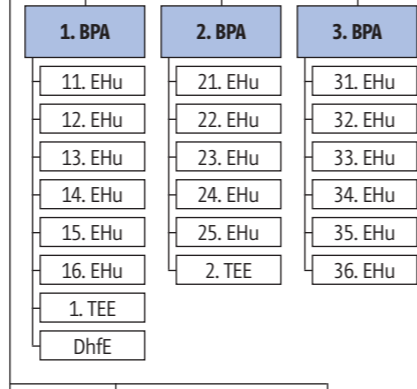 1. BPA
11. EHu
12. EHu
13. EHu
14. EHu
15. EHu
16. EHu
1. TEE
DhfE
2. BPA
21. EHu
22. EHu
23. EHu
24. EHu
25. EHu
2. TEE
3. BPA
31. EHu
32. EHu
33. EHu
34. EHu
35. EHu
36. EHu